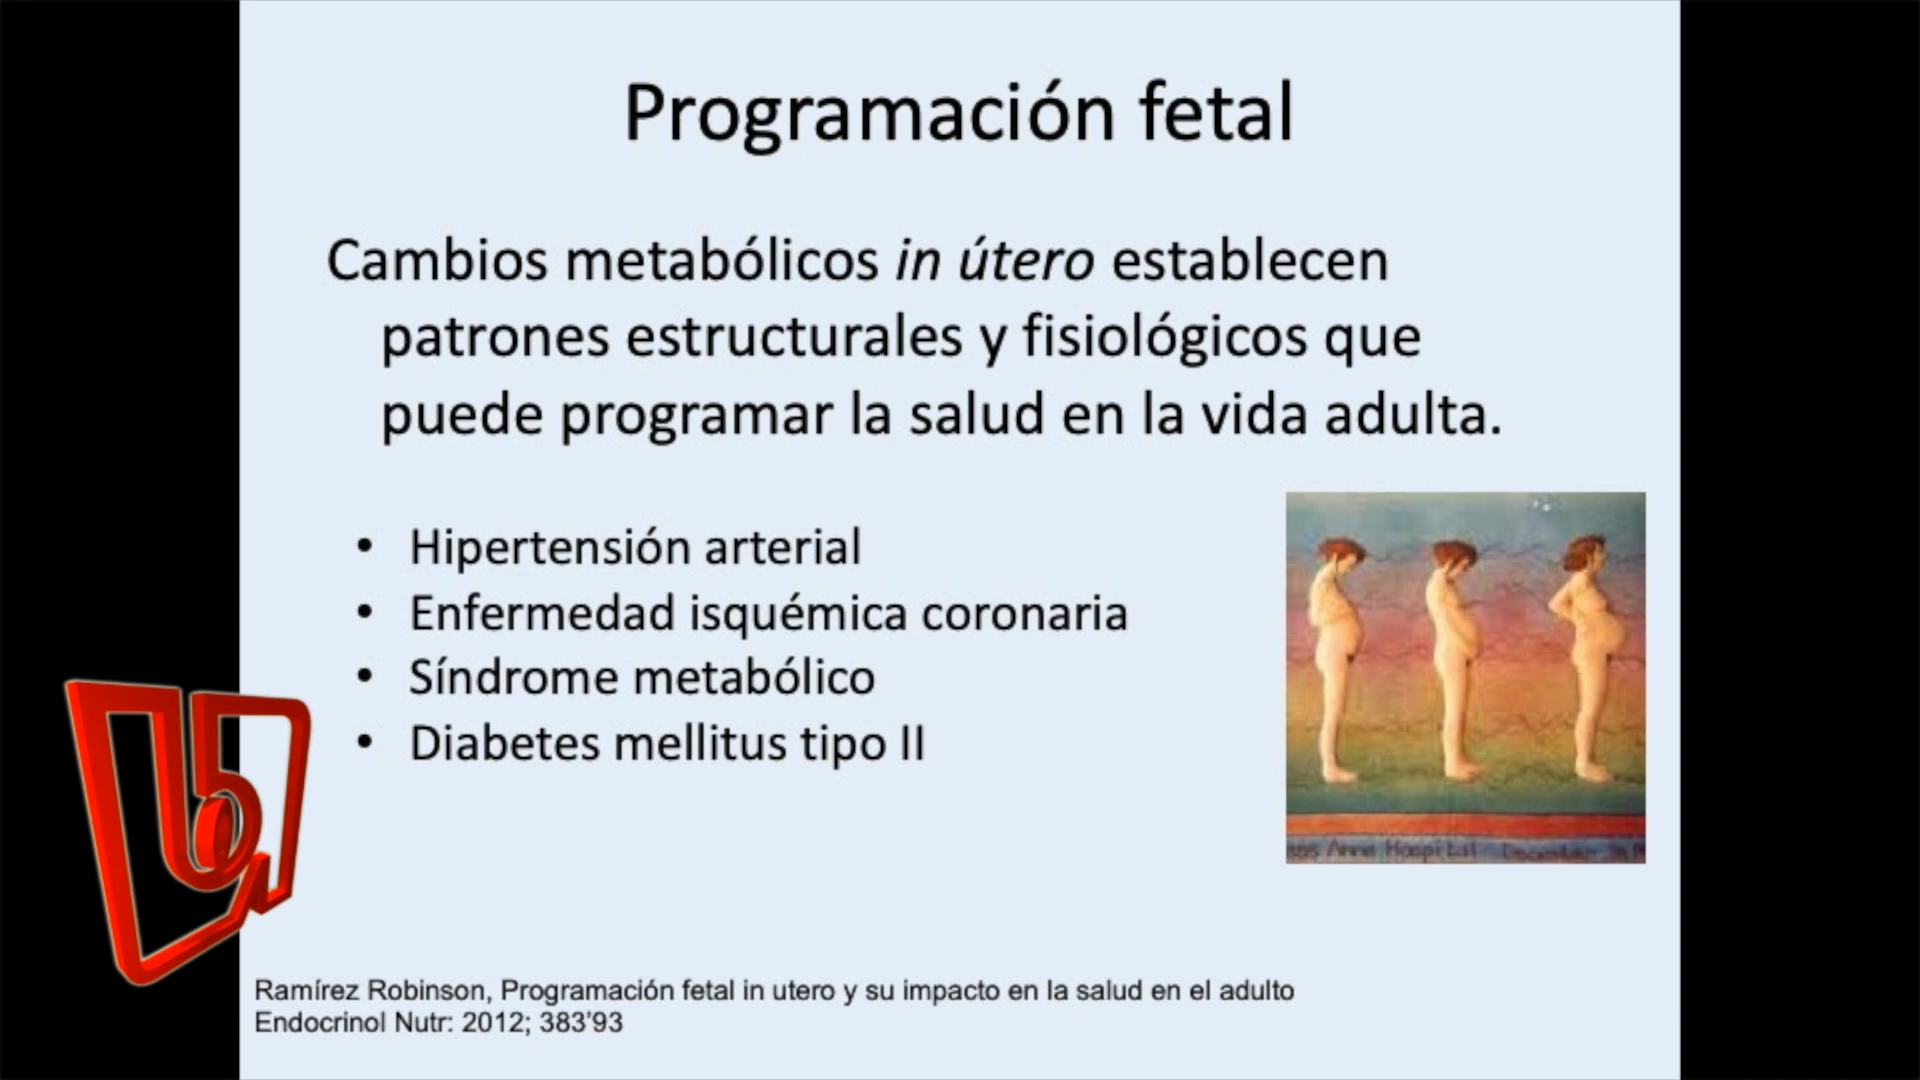 Programación fetal
Cambios metabólicos in útero establecen
patrones estructurales y fisiológicos que
puede programar la salud en la vida adulta.
• Hipertensión arterial
• Enfermedad isquémica coronaria
• Síndrome metabólico
• Diabetes mellitus tipo II
Anna Hospital
Ramírez Robinson, Programación fetal in utero y su impacto en la salud en el adulto
Endocrinol Nutr: 2012; 383'93